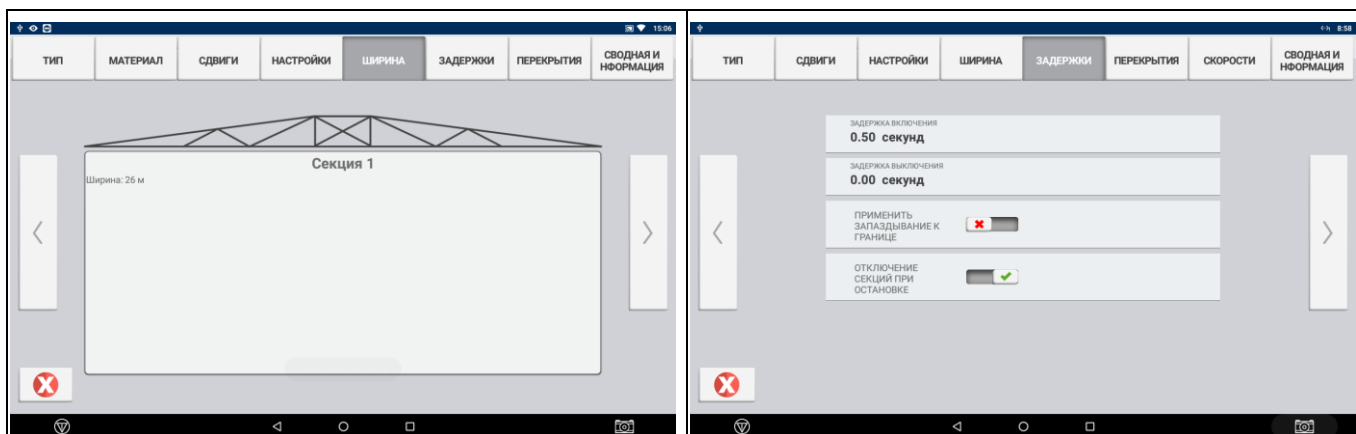 15:06
ТИП
МАТЕРИАЛ
СДВИГИ
НАСТРОЙКИ
ШИРИНА
ЗАДЕРЖКИ
ПЕРЕКРЫТИЯ
СВОДНАЯ И
НФОРМАЦИЯ
Секция 1
Ширина: 26 м
8:58
ТИП
СДВИГИ
НАСТРОЙКИ
ШИРИНА
ЗАДЕРЖКИ
ПЕРЕКРЫТИЯ
СКОРОСТИ
СВОДНАЯ И
НФОРМАЦИЯ
ЗАДЕРЖКА ВКЛЮЧЕНИЯ
0.50 секунд
ЗАДЕРЖКА ВЫКЛЮЧЕНИЯ
0.00 секунд
ПРИМЕНИТЬ
ЗАПАЗДЫВАНИЕ К
ГРАНИЦЕ
ОТКЛЮЧЕНИЕ
СЕКЦИЙ ПРИ
ОСТАНОВКЕ